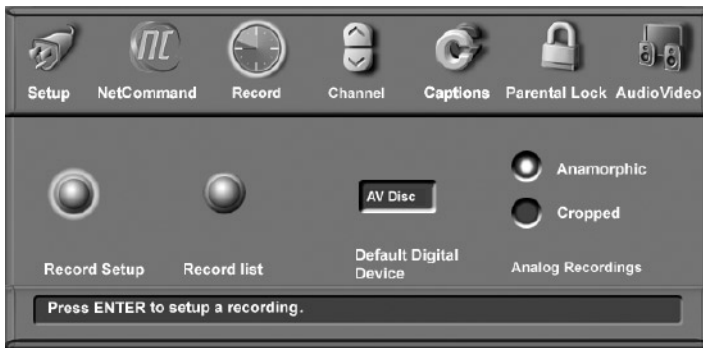 NC
Setup NetCommand Record Channel Captions Parental Lock AudioVideo
Anamorphic
AV Disc
Cropped
Record Setup Record list Default Digital Device Analog Recordings
Press ENTER to setup a recording.